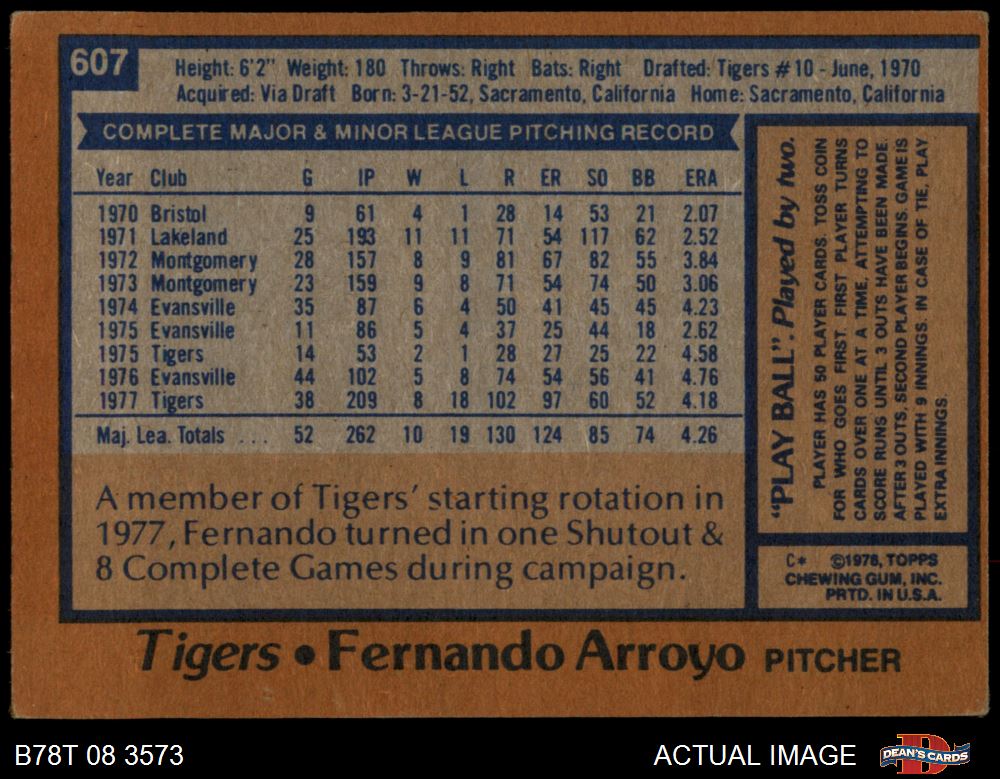 607
Height: 6'2" Weight: 180 Throws: Right Bats: Right Drafted: Tigers #10 - June, 1970
Acquired: Via Draft Born: 3-21-52, Sacramento, California Home: Sacramento, California
COMPLETE MAJOR & MINOR LEAGUE PITCHING RECORD
Year Club G IP W L R ER SO BB ERA
1970 Bristol 9 61 4 1 28 14 53 21 2.07
1971 Lakeland 25 193 11 11 71 54 117 62 2.52
1972 Montgomery 28 157 8 9 81 67 82 55 3.84
1973 Montgomery 23 159 9 8 71 54 74 50 3.06
1974 Evansville 35 87 6 4 50 41 45 45 4.23
1975 Evansville 11 86 5 4 37 25 44 18 2.62
1975 Tigers 14 53 2 1 28 27 25 22 4.58
1976 Evansville 44 102 5 8 74 54 56 41 4.76
1977 Tigers 38 209 8 18 102 97 60 52 4.18
Maj. Lea. Totals ... 52 262 10 19 130 124 85 74 4.26
A member of Tigers' starting rotation in
1977, Fernando turned in one Shutout &
8 Complete Games during campaign.
"PLAY BALL". Played by two.
PLAYER HAS 50 PLAYER CARDS. TOSS COIN
FOR WHO GOES FIRST. FIRST PLAYER TURNS
CARDS OVER ONE AT A TIME, ATTEMPTING TO
SCORE RUNS UNTIL 3 OUTS HAVE BEEN MADE.
AFTER 3 OUTS, SECOND PLAYER BEGINS. GAME IS
PLAYED WITH 9 INNINGS. IN CASE OF TIE, PLAY
EXTRA INNINGS.
C* ©1978, TOPPS
CHEWING GUM, INC.
PRTD. IN U.S.A.
Tigers • Fernando Arroyo PITCHER
B78T 08 3573
ACTUAL IMAGE
DEAN'S CARDS